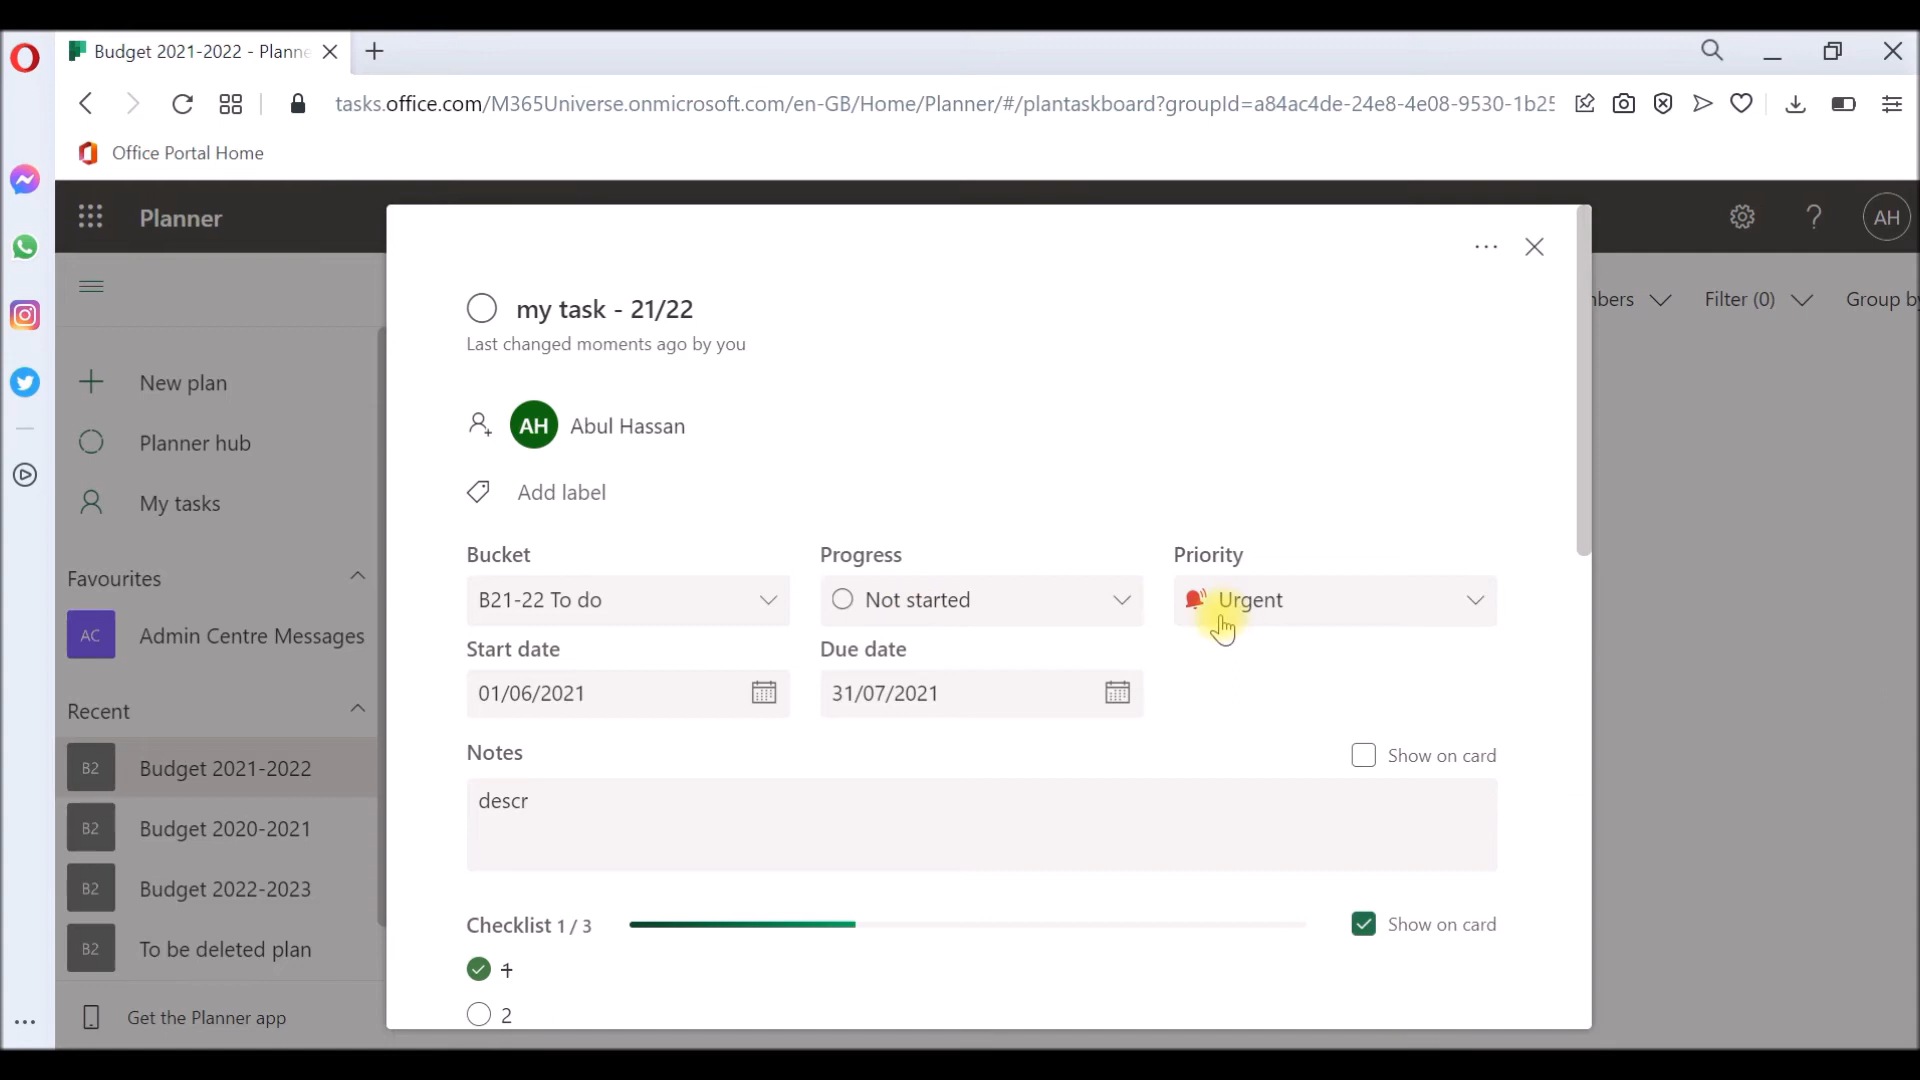 Budget 2021-2022 - Planne
tasks.office.com/M365Universe.onmicrosoft.com/en-GB/Home/Planner/#/plantaskboard?groupId=a84ac4de-24e8-4e08-9530-1b25
Office Portal Home
Planner
AH
New plan
Planner hub
My tasks
Favourites
AC Admin Centre Messages
Recent
B2 Budget 2021-2022
B2 Budget 2020-2021
B2 Budget 2022-2023
B2 To be deleted plan
Get the Planner app
nbers
Filter (0)
Group by
my task - 21/22
Last changed moments ago by you
AH Abul Hassan
Add label
Bucket Progress Priority
B21-22 To do Not started Urgent
Start date Due date
01/06/2021 31/07/2021
Notes Show on card
descr
Checklist 1 / 3 Show on card
1
2